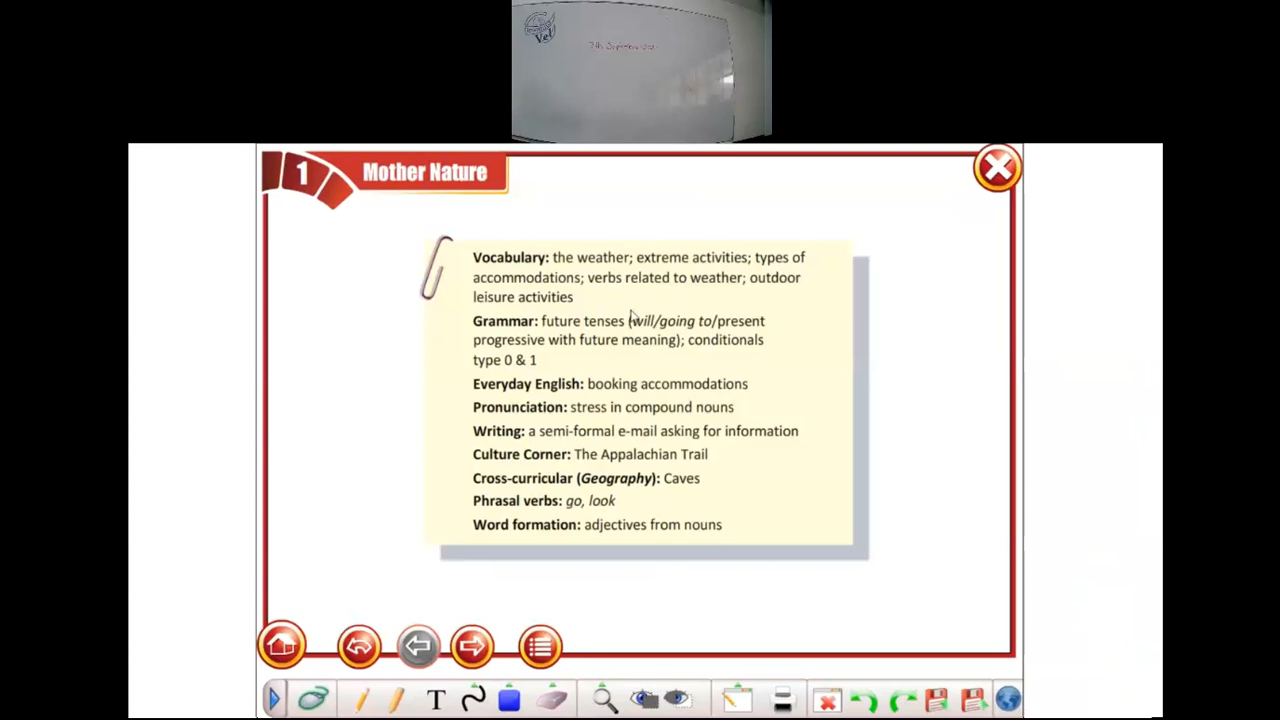 1 Mother Nature
Vocabulary: the weather; extreme activities; types of
accommodations; verbs related to weather; outdoor
leisure activities
Grammar: future tenses (will/going to/present
progressive with future meaning); conditionals
type 0 & 1
Everyday English: booking accommodations
Pronunciation: stress in compound nouns
Writing: a semi-formal e-mail asking for information
Culture Corner: The Appalachian Trail
Cross-curricular (Geography): Caves
Phrasal verbs: go, look
Word formation: adjectives from nouns
T